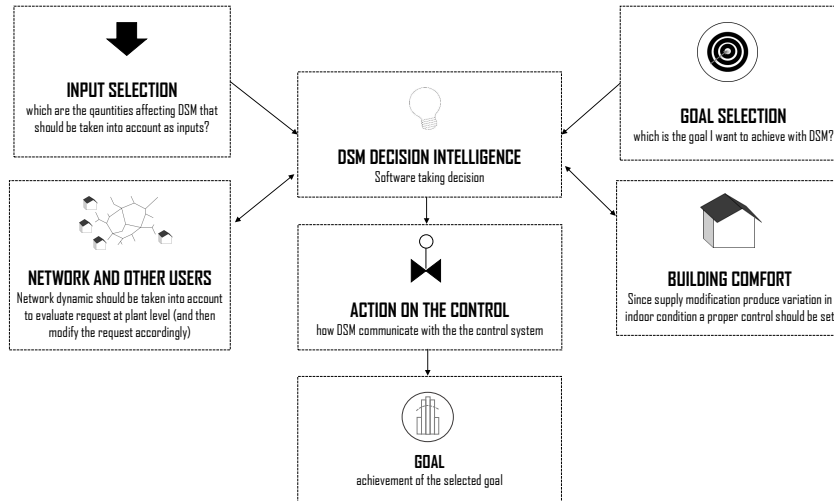 INPUT SELECTION
which are the qauntities affecting DSM that
should be taken into account as inputs?
GOAL SELECTION
which is the goal I want to achieve with DSM?
DSM DECISION INTELLIGENCE
Software taking decision
NETWORK AND OTHER USERS
Network dynamic should be taken into account
to evaluate request at plant level (and then
modify the request accordingly)
BUILDING COMFORT
Since supply modification produce variation in
indoor condition a proper control should be set
ACTION ON THE CONTROL
how DSM communicate with the the control system
GOAL
achievement of the selected goal